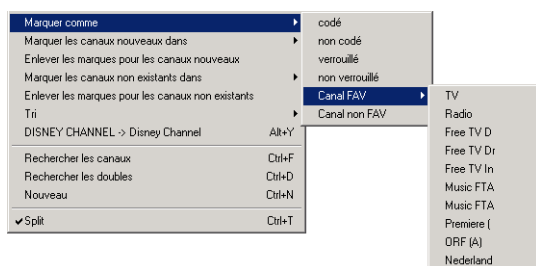 Marquer comme
Marquer les canaux nouveaux dans
Enlever les marques pour les canaux nouveaux
Marquer les canaux non existants dans
Enlever les marques pour les canaux non existants
Tri
DISNEY CHANNEL -> Disney Channel Alt+Y
Rechercher les canaux Ctrl+F
Rechercher les doubles Ctrl+D
Nouveau Ctrl+N
✔Split Ctrl+T
codé
non codé
verrouillé
non verrouillé
Canal FAV
Canal non FAV
TV
Radio
Free TV D
Free TV Dr
Free TV In
Music FTA
Music FTA
Premiere (
ORF (A)
Nederland